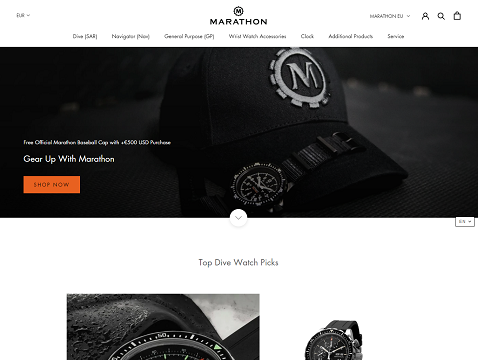 EUR
MARATHON
MARATHON EU
Dive (SAR) Navigator (Nav) General Purpose (GP) Wrist Watch Accessories Clock Additional Products Service
Free Official Marathon Baseball Cap with +€500 USD Purchase
Gear Up With Marathon
SHOP NOW
EN
Top Dive Watch Picks